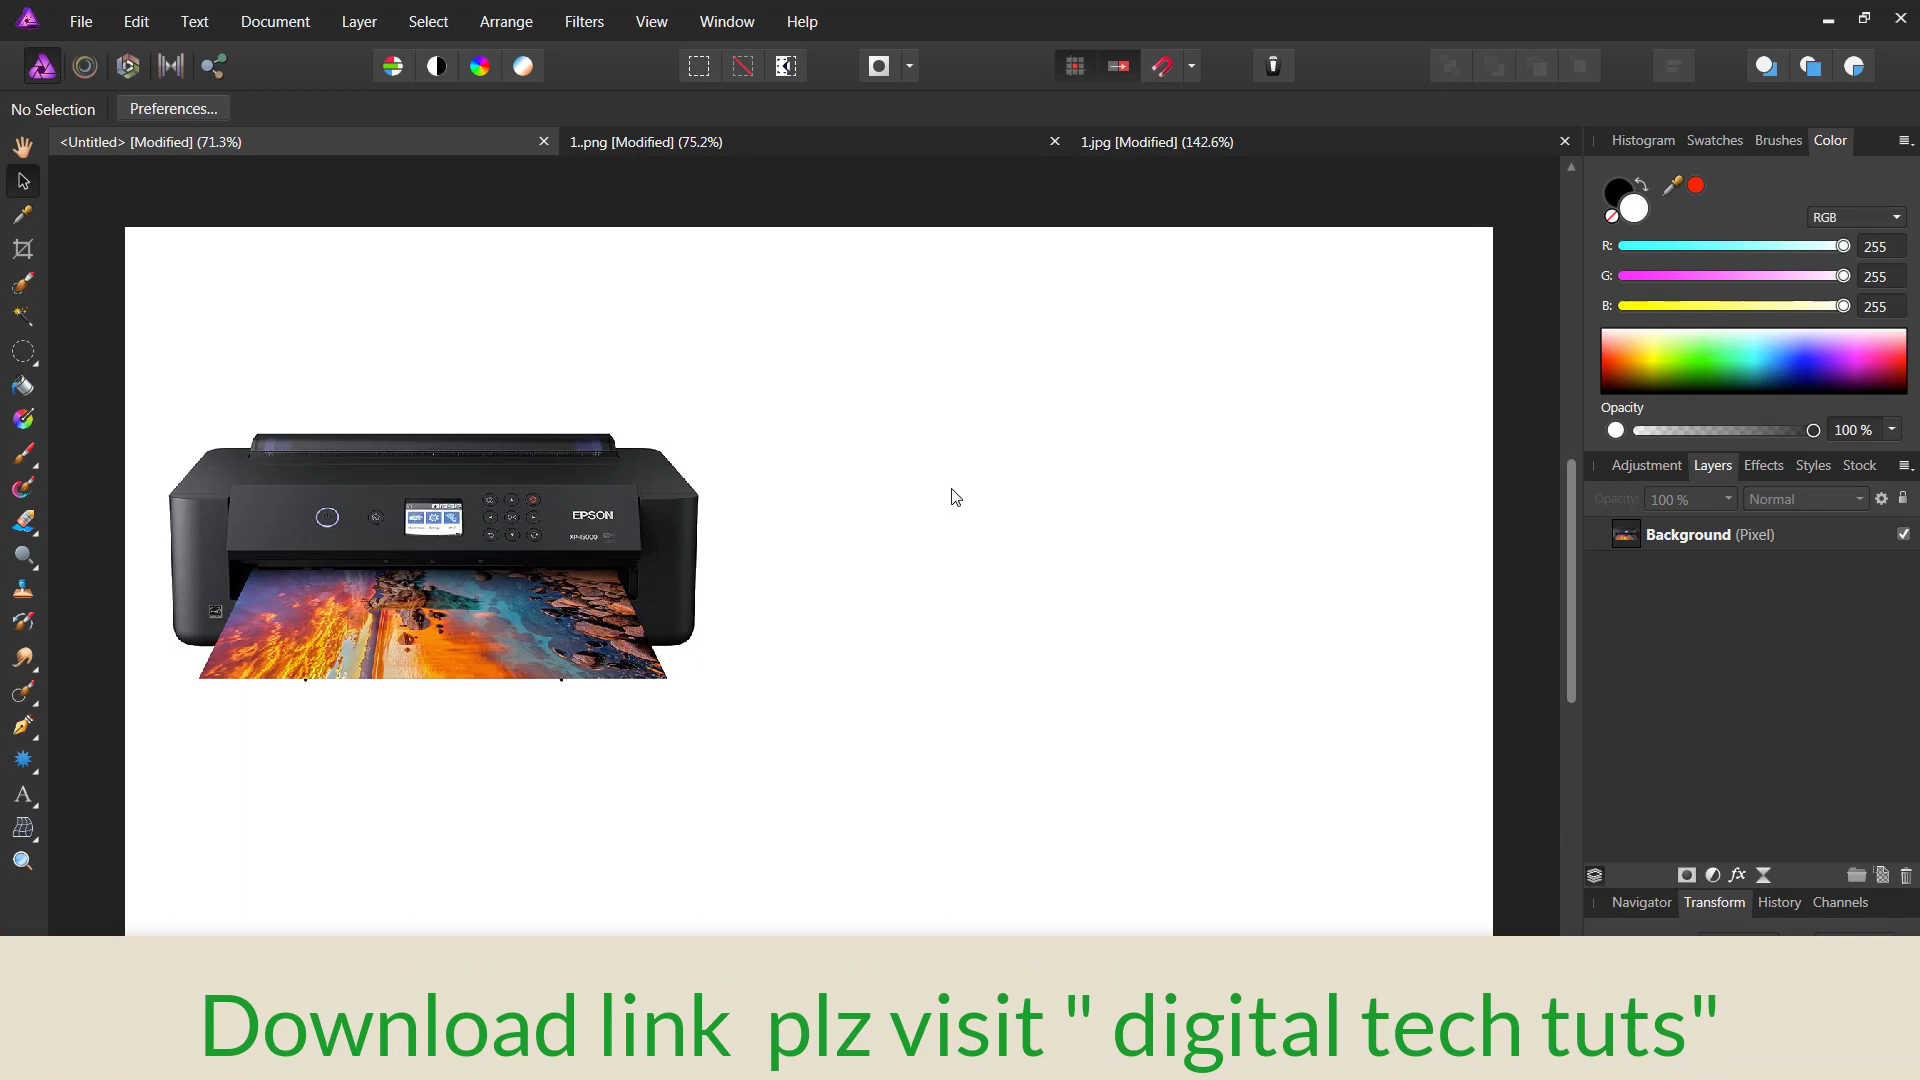 File Edit Text Document Layer Select Arrange Filters View Window Help
No Selection Preferences...
<Untitled> [Modified] (71.3%) 1..png [Modified] (75.2%) 1.jpg [Modified] (142.6%)
Histogram Swatches Brushes Color
RGB
R: 255
G: 255
B: 255
Opacity
100 %
Adjustment Layers Effects Styles Stock
Opacity: 100 % Normal
Background (Pixel)
EPSON
XP-15000
fx
Navigator Transform History Channels
Download link plz visit " digital tech tuts"